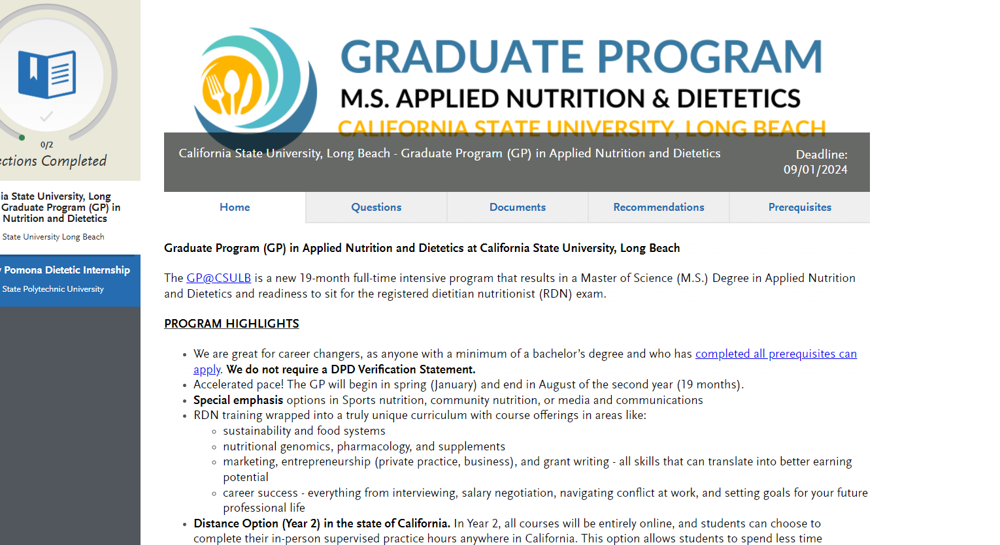 GRADUATE PROGRAM
M.S. APPLIED NUTRITION & DIETETICS
CALIFORNIA STATE UNIVERSITY, LONG BEACH
California State University, Long Beach - Graduate Program (GP) in Applied Nutrition and Dietetics
Deadline:
09/01/2024
0/2
ctions Completed
ia State University, Long
Graduate Program (GP) in
Nutrition and Dietetics
State University Long Beach
Pomona Dietetic Internship
State Polytechnic University
Home
Questions
Documents
Recommendations
Prerequisites
Graduate Program (GP) in Applied Nutrition and Dietetics at California State University, Long Beach
The GP@CSULB is a new 19-month full-time intensive program that results in a Master of Science (M.S.) Degree in Applied Nutrition
and Dietetics and readiness to sit for the registered dietitian nutritionist (RDN) exam.
PROGRAM HIGHLIGHTS
• We are great for career changers, as anyone with a minimum of a bachelor's degree and who has completed all prerequisites can
apply. We do not require a DPD Verification Statement.
• Accelerated pace! The GP will begin in spring (January) and end in August of the second year (19 months).
• Special emphasis options in Sports nutrition, community nutrition, or media and communications
• RDN training wrapped into a truly unique curriculum with course offerings in areas like:
◦ sustainability and food systems
◦ nutritional genomics, pharmacology, and supplements
◦ marketing, entrepreneurship (private practice, business), and grant writing - all skills that can translate into better earning
potential
◦ career success - everything from interviewing, salary negotiation, navigating conflict at work, and setting goals for your future
professional life
• Distance Option (Year 2) in the state of California. In Year 2, all courses will be entirely online, and students can choose to
complete their in-person supervised practice hours anywhere in California. This option allows students to spend less time